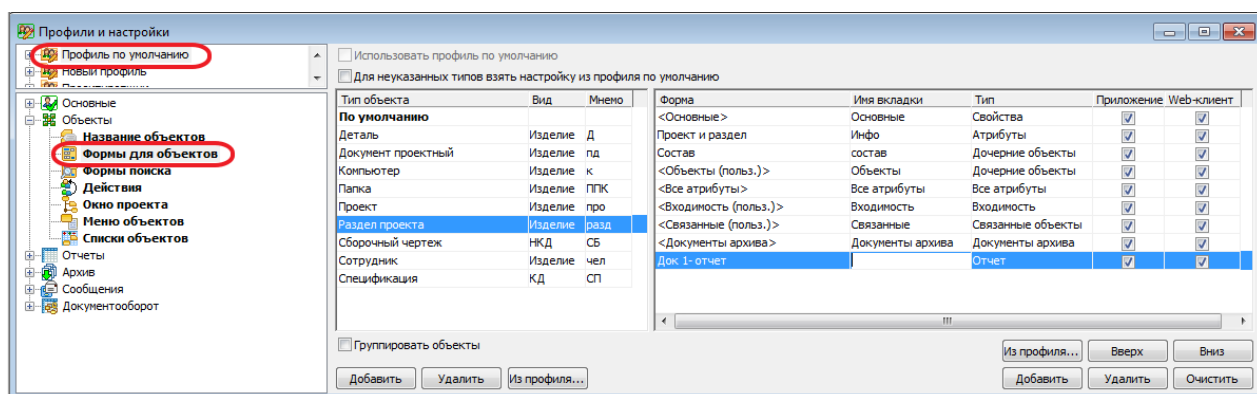 Профили и настройки
Профиль по умолчанию
Новый профиль
Основные
Объекты
Название объектов
Формы для объектов
Формы поиска
Действия
Окно проекта
Меню объектов
Списки объектов
Отчеты
Архив
Сообщения
Документооборот
Использовать профиль по умолчанию
Для неуказанных типов взять настройку из профиля по умолчанию
Тип объекта Вид Мнемо
По умолчанию
Деталь Изделие Д
Документ проектный Изделие пд
Компьютер Изделие к
Папка Изделие ППК
Проект Изделие про
Раздел проекта Изделие разд
Сборочный чертеж НКД СБ
Сотрудник Изделие чел
Спецификация КД СП
Группировать объекты
Добавить Удалить Из профиля...
Форма Имя вкладки Тип Приложение Web-клиент
<Основные> Основные Свойства
Проект и раздел Инфо Атрибуты
Состав состав Дочерние объекты
<Объекты (польз.)> Объекты Дочерние объекты
<Все атрибуты> Все атрибуты Все атрибуты
<Входимость (польз.)> Входимость Входимость
<Связанные (польз.)> Связанные Связанные объекты
<Документы архива> Документы архива Документы архива
Док 1- отчет Отчет
Из профиля... Вверх Вниз
Добавить Удалить Очистить